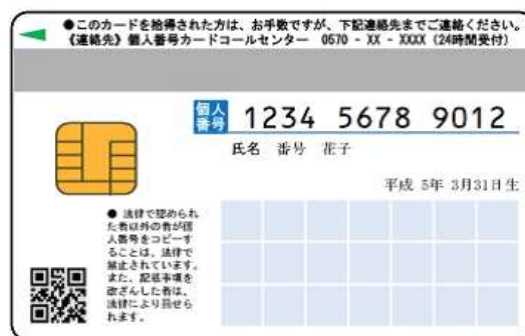 ●このカードを拾得された方は、お手数ですが、下記連絡先までご連絡ください。
《連絡先》個人番号カードコールセンター 0570 - XX - XXXX (24時間受付)
個人番号 1234 5678 9012
氏名 番号 花子
平成 5年 3月31日生
● 法律で認められ
た者以外の者が個
人番号をコピーす
ることは、法律で
禁止されています。
また、記載事項を
改ざんした者は、
法律により罰せら
れます。